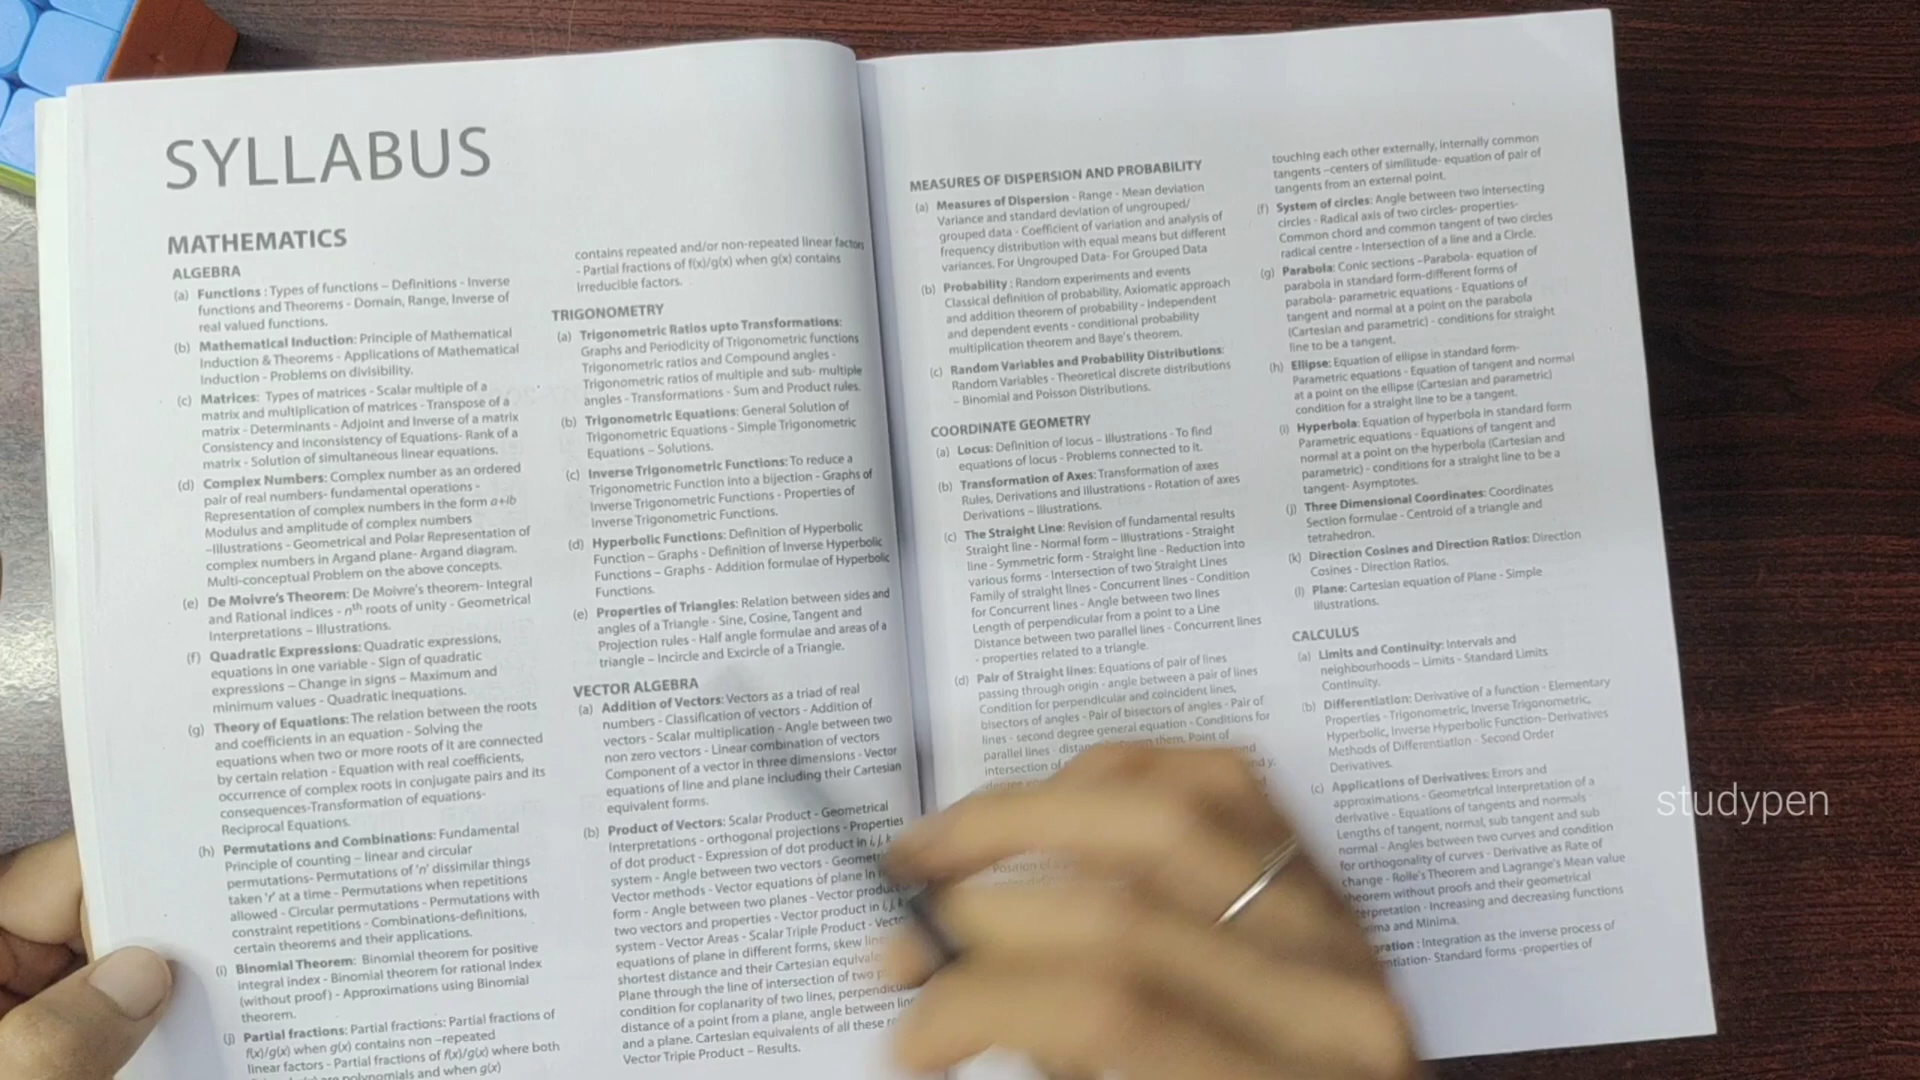 SYLLABUS
MATHEMATICS
ALGEBRA
(a) Functions : Types of functions – Definitions - Inverse
functions and Theorems - Domain, Range, Inverse of
real valued functions.
(b) Mathematical Induction: Principle of Mathematical
Induction & Theorems - Applications of Mathematical
Induction - Problems on divisibility.
(c) Matrices: Types of matrices - Scalar multiple of a
matrix and multiplication of matrices - Transpose of a
matrix - Determinants - Adjoint and Inverse of a matrix
Consistency and inconsistency of Equations- Rank of a
matrix - Solution of simultaneous linear equations.
(d) Complex Numbers: Complex number as an ordered
pair of real numbers- fundamental operations -
Representation of complex numbers in the form a+ib
Modulus and amplitude of complex numbers
–Illustrations - Geometrical and Polar Representation of
complex numbers in Argand plane- Argand diagram.
Multi-conceptual Problem on the above concepts.
(e) De Moivre's Theorem: De Moivre's theorem- Integral
and Rational indices - nth roots of unity - Geometrical
Interpretations – Illustrations.
(f) Quadratic Expressions: Quadratic expressions,
equations in one variable - Sign of quadratic
expressions – Change in signs – Maximum and
minimum values - Quadratic inequations.
(g) Theory of Equations: The relation between the roots
and coefficients in an equation - Solving the
equations when two or more roots of it are connected
by certain relation - Equation with real coefficients,
occurrence of complex roots in conjugate pairs and its
consequences-Transformation of equations-
Reciprocal Equations.
(h) Permutations and Combinations: Fundamental
Principle of counting – linear and circular
permutations- Permutations of 'n' dissimilar things
taken 'r' at a time - Permutations when repetitions
allowed - Circular permutations - Permutations with
constraint repetitions - Combinations-definitions,
certain theorems and their applications.
(i) Binomial Theorem: Binomial theorem for positive
integral index - Binomial theorem for rational Index
(without proof) - Approximations using Binomial
theorem.
(j) Partial fractions: Partial fractions: Partial fractions of
f(x)/g(x) when g(x) contains non –repeated
linear factors - Partial fractions of f(x)/g(x) where both
polynomials and when g(x)
contains repeated and/or non-repeated linear factors
- Partial fractions of f(x)/g(x) when g(x) contains
irreducible factors.
TRIGONOMETRY
(a) Trigonometric Ratios upto Transformations:
Graphs and Periodicity of Trigonometric functions
Trigonometric ratios and Compound angles -
Trigonometric ratios of multiple and sub- multiple
angles - Transformations - Sum and Product rules.
(b) Trigonometric Equations: General Solution of
Trigonometric Equations - Simple Trigonometric
Equations – Solutions.
(c) Inverse Trigonometric Functions: To reduce a
Trigonometric Function into a bijection - Graphs of
Inverse Trigonometric Functions - Properties of
Inverse Trigonometric Functions.
(d) Hyperbolic Functions: Definition of Hyperbolic
Function – Graphs - Definition of Inverse Hyperbolic
Functions – Graphs - Addition formulae of Hyperbolic
Functions.
(e) Properties of Triangles: Relation between sides and
angles of a Triangle - Sine, Cosine, Tangent and
Projection rules - Half angle formulae and areas of a
triangle – Incircle and Excircle of a Triangle.
VECTOR ALGEBRA
(a) Addition of Vectors: Vectors as a triad of real
numbers - Classification of vectors - Addition of
vectors - Scalar multiplication - Angle between two
non zero vectors - Linear combination of vectors
Component of a vector in three dimensions - Vector
equations of line and plane including their Cartesian
equivalent forms.
(b) Product of Vectors: Scalar Product - Geometrical
Interpretations - orthogonal projections - Properties
of dot product - Expression of dot product in i, j, k
system - Angle between two vectors -
Vector methods - Vector equations of plane in
form - Angle between two planes - Vector
two vectors and properties - Vector product in i, j, k
system - Vector Areas - Scalar Triple Product -
equations of plane in different forms, skew
shortest distance and their Cartesian
Plane through the line of intersection of two
condition for coplanarity of two lines,
distance of a point from a plane, angle between
and a plane. Cartesian equivalents of all these
Vector Triple Product – Results.
MEASURES OF DISPERSION AND PROBABILITY
(a) Measures of Dispersion - Range - Mean deviation
Variance and standard deviation of ungrouped/
grouped data - Coefficient of variation and analysis of
frequency distribution with equal means but different
variances. For Ungrouped Data- For Grouped Data
(b) Probability : Random experiments and events
Classical definition of probability, Axiomatic approach
and addition theorem of probability - Independent
and dependent events - conditional probability
multiplication theorem and Baye's theorem.
(c) Random Variables and Probability Distributions:
Random Variables - Theoretical discrete distributions
– Binomial and Poisson Distributions.
COORDINATE GEOMETRY
(a) Locus: Definition of locus – Illustrations - To find
equations of locus - Problems connected to it.
(b) Transformation of Axes: Transformation of axes
Rules, Derivations and Illustrations - Rotation of axes
Derivations – Illustrations.
(c) The Straight Line: Revision of fundamental results
Straight line - Normal form – Illustrations - Straight
line - Symmetric form - Straight line - Reduction into
various forms - Intersection of two Straight Lines
Family of straight lines - Concurrent lines - Condition
for Concurrent lines - Angle between two lines
Length of perpendicular from a point to a Line
Distance between two parallel lines - Concurrent lines
- properties related to a triangle.
(d) Pair of Straight lines: Equations of pair of lines
passing through origin - angle between a pair of lines
Condition for perpendicular and coincident lines,
bisectors of angles - Pair of bisectors of angles - Pair of
lines - second degree general equation - Conditions for
parallel lines - them, Point of
intersection of
touching each other externally, internally common
tangents –centers of similitude- equation of pair of
tangents from an external point.
(f) System of circles: Angle between two intersecting
circles - Radical axis of two circles- properties-
Common chord and common tangent of two circles
radical centre - Intersection of a line and a Circle.
(g) Parabola: Conic sections –Parabola- equation of
parabola in standard form-different forms of
parabola- parametric equations - Equations of
tangent and normal at a point on the parabola
(Cartesian and parametric) - conditions for straight
line to be a tangent.
(h) Ellipse: Equation of ellipse in standard form-
Parametric equations - Equation of tangent and normal
at a point on the ellipse (Cartesian and parametric)
condition for a straight line to be a tangent.
(i) Hyperbola: Equation of hyperbola in standard form
Parametric equations - Equations of tangent and
normal at a point on the hyperbola (Cartesian and
parametric) - conditions for a straight line to be a
tangent- Asymptotes.
(j) Three Dimensional Coordinates: Coordinates
Section formulae - Centroid of a triangle and
tetrahedron.
(k) Direction Cosines and Direction Ratios: Direction
Cosines - Direction Ratios.
(l) Plane: Cartesian equation of Plane - Simple
Illustrations.
CALCULUS
(a) Limits and Continuity: Intervals and
neighbourhoods – Limits - Standard Limits
Continuity.
(b) Differentiation: Derivative of a function - Elementary
Properties - Trigonometric, Inverse Trigonometric,
Hyperbolic, Inverse Hyperbolic Function- Derivatives
Methods of Differentiation - Second Order
Derivatives.
(c) Applications of Derivatives: Errors and
approximations - Geometrical interpretation of a
derivative - Equations of tangents and normals
Lengths of tangent, normal, sub tangent and sub
normal - Angles between two curves and condition
for orthogonality of curves - Derivative as Rate of
change - Rolle's Theorem and Lagrange's Mean value
theorem without proofs and their geometrical
- Increasing and decreasing functions
and Minima.
: Integration as the inverse process of
- Standard forms -properties of
studypen